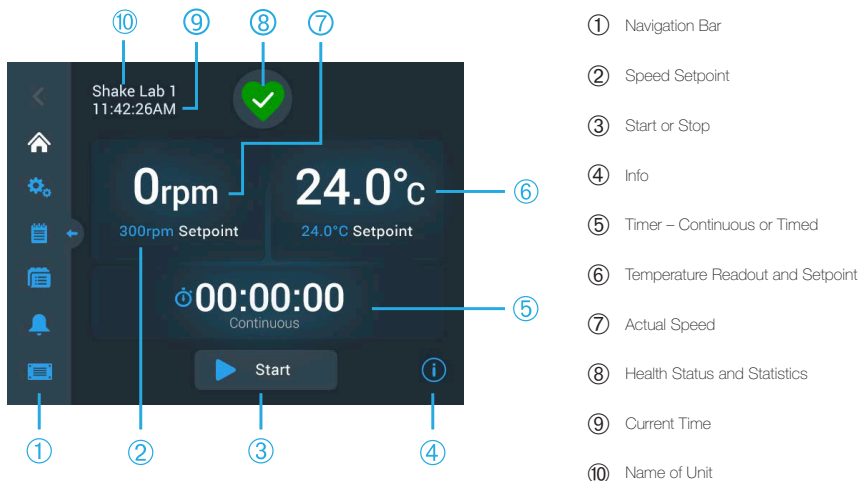 ⑩
⑨
⑧
⑦
Shake Lab 1
11:42:26AM
0rpm
300rpm Setpoint
24.0°C
24.0°C Setpoint
⑥
00:00:00
Continuous
⑤
Start
①
②
③
④
① Navigation Bar
② Speed Setpoint
③ Start or Stop
④ Info
⑤ Timer – Continuous or Timed
⑥ Temperature Readout and Setpoint
⑦ Actual Speed
⑧ Health Status and Statistics
⑨ Current Time
⑩ Name of Unit